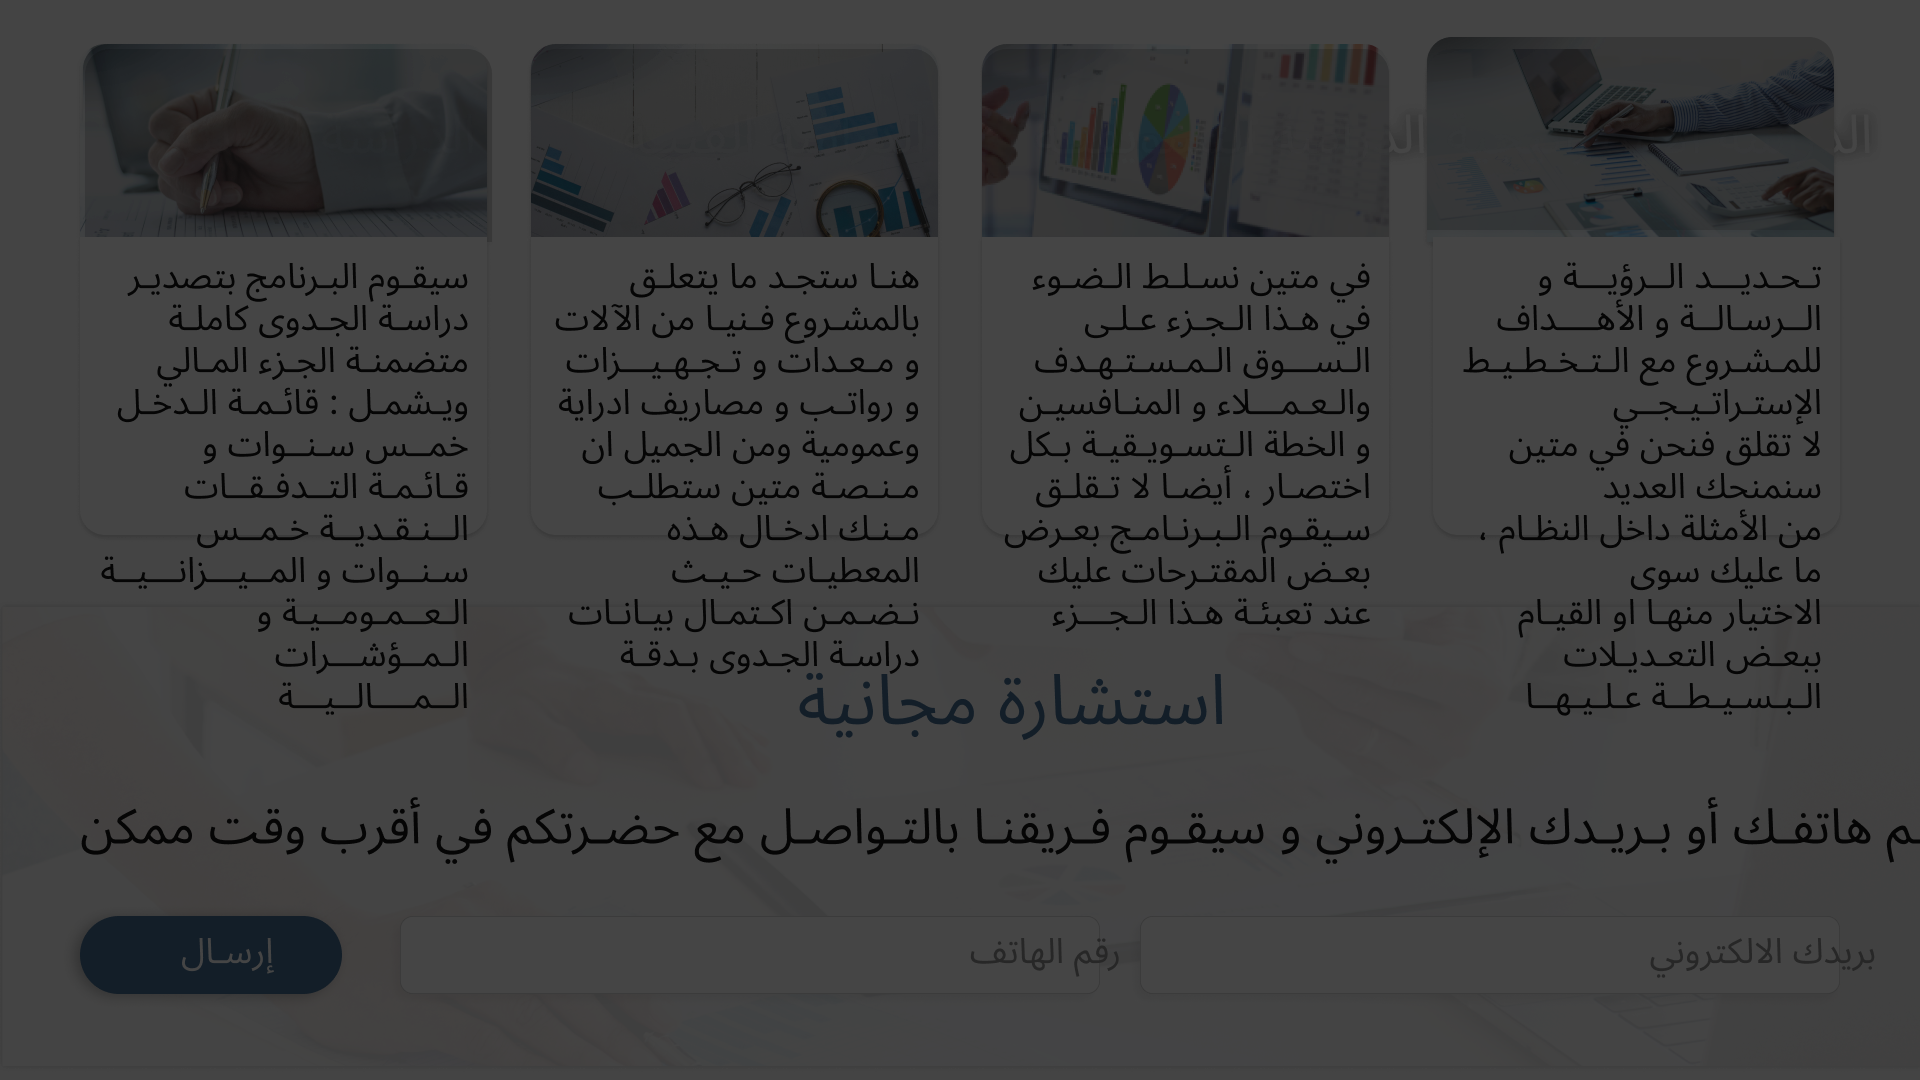 تحديد الرؤية و
الرسالة و الأهداف
للمشروع مع التخطيط
الإستراتيجي
لا تقلق فنحن في متين
سنمنحك العديد
من الأمثلة داخل النظام ،
ما عليك سوى
الاختيار منها او القيام
ببعض التعديلات
البسيطة عليها
في متين نسلط الضوء
في هذا الجزء على
السوق المستهدف
والعملاء و المنافسين
و الخطة التسويقية بكل
اختصار ، أيضا لا تقلق
سيقوم البرنامج بعرض
بعض المقترحات عليك
عند تعبئة هذا الجزء
هنا ستجد ما يتعلق
بالمشروع فنيا من الآلات
و معدات و تجهيزات
و رواتب و مصاريف ادراية
وعمومية ومن الجميل ان
منصة متين ستطلب
منك ادخال هذه
المعطيات حيث
نضمن اكتمال بيانات
دراسة الجدوى بدقة
سيقوم البرنامج بتصدير
دراسة الجدوى كاملة
متضمنة الجزء المالي
ويشمل : قائمة الدخل
خمس سنوات و
قائمة التدفقات
النقدية خمس
سنوات و الميزانية
العمومية و
المؤشرات
المالية
استشارة مجانية
هاتفك أو بريدك الإلكتروني و سيقوم فريقنا بالتواصل مع حضرتكم في أقرب وقت ممكن
بريدك الالكتروني
رقم الهاتف
إرسال